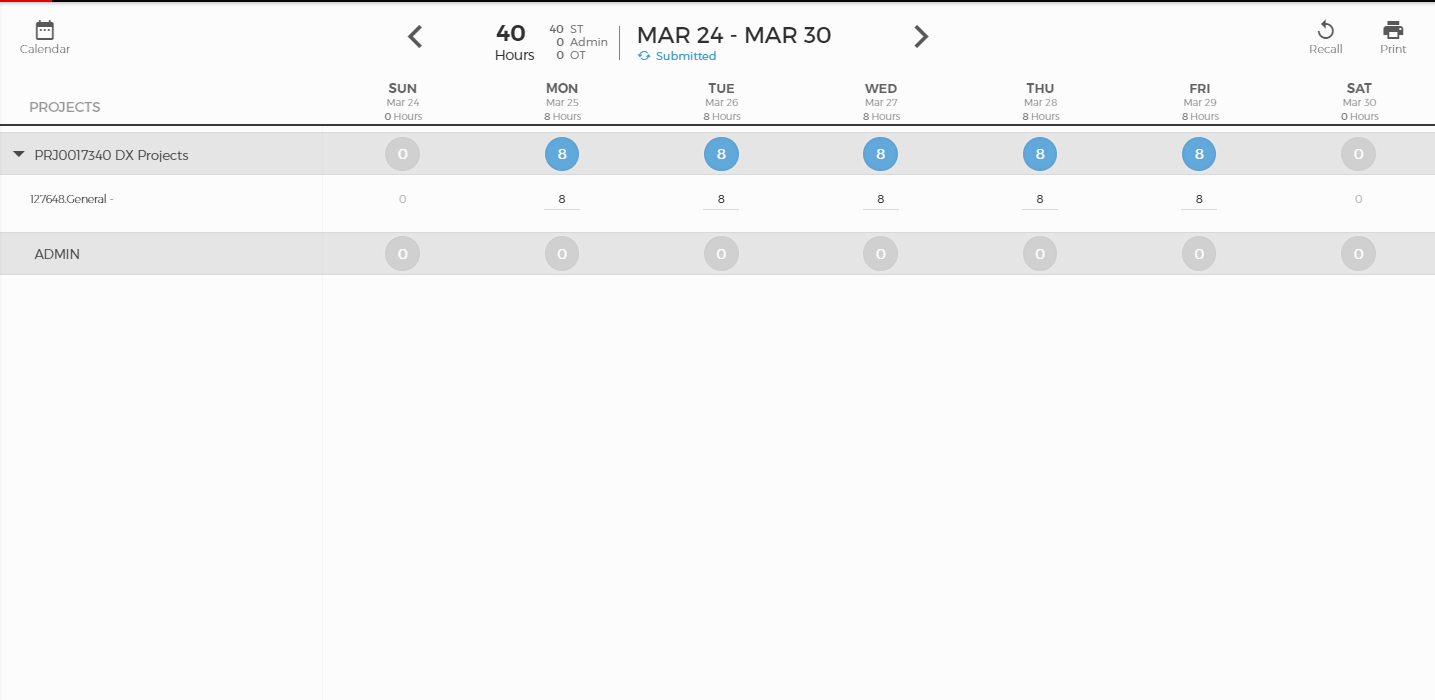 Calendar
40
Hours
40 ST
0 Admin
0 OT
MAR 24 - MAR 30
Submitted
Recall
Print
PROJECTS
SUN MON TUE WED THU FRI SAT
Mar 24 Mar 25 Mar 26 Mar 27 Mar 28 Mar 29 Mar 30
0 Hours 8 Hours 8 Hours 8 Hours 8 Hours 8 Hours 0 Hours
PRJ0017340 DX Projects 0 8 8 8 8 8 0
127648.General - 0 8 8 8 8 8 0
ADMIN 0 0 0 0 0 0 0